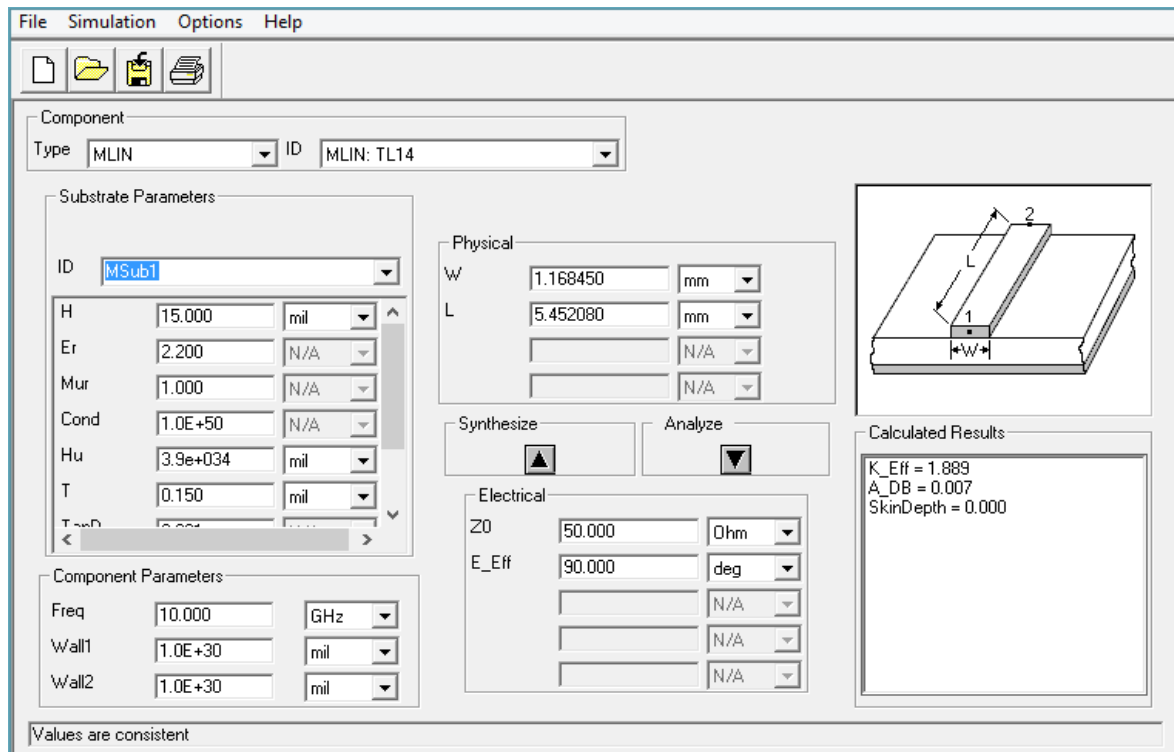 File Simulation Options Help
Component
Type MLIN ID MLIN: TL14
Substrate Parameters
ID MSub1
H 15.000 mil
Er 2.200 N/A
Mur 1.000 N/A
Cond 1.0E+50 N/A
Hu 3.9e+034 mil
T 0.150 mil
Component Parameters
Freq 10.000 GHz
Wall1 1.0E+30 mil
Wall2 1.0E+30 mil
Physical
W 1.168450 mm
L 5.452080 mm
N/A
N/A
Synthesize Analyze
Electrical
Z0 50.000 Ohm
E_Eff 90.000 deg
N/A
N/A
N/A
2
L
1
W
Calculated Results
K_Eff = 1.889
A_DB = 0.007
SkinDepth = 0.000
Values are consistent